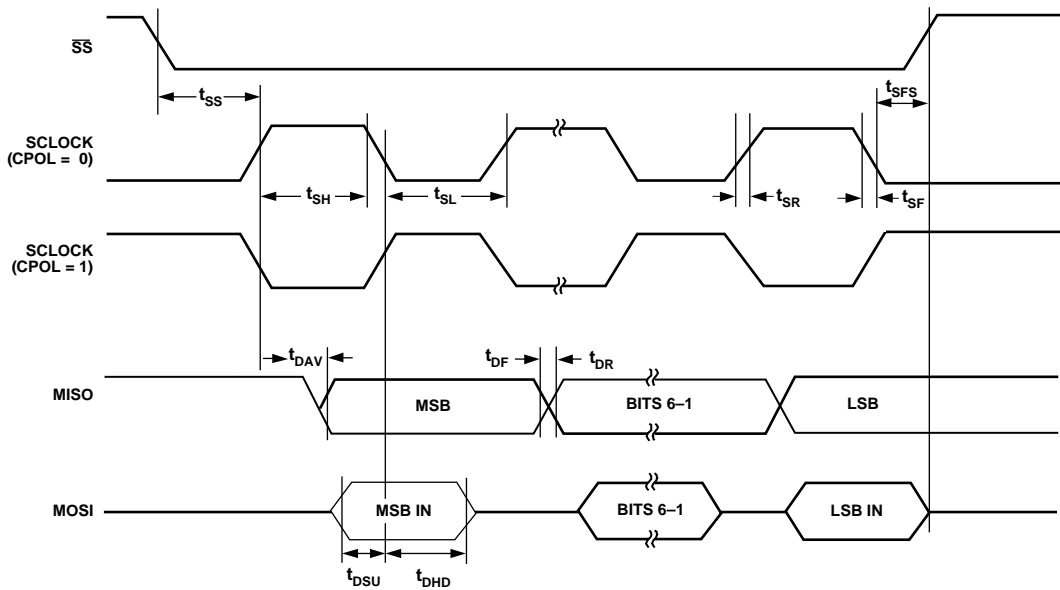 SS
tSS
tSFS
SCLOCK
(CPOL = 0)
tSH
tSL
tSR
tSF
SCLOCK
(CPOL = 1)
tDAV
tDF
tDR
MISO
MSB
BITS 6–1
LSB
MOSI
MSB IN
BITS 6–1
LSB IN
tDSU
tDHD